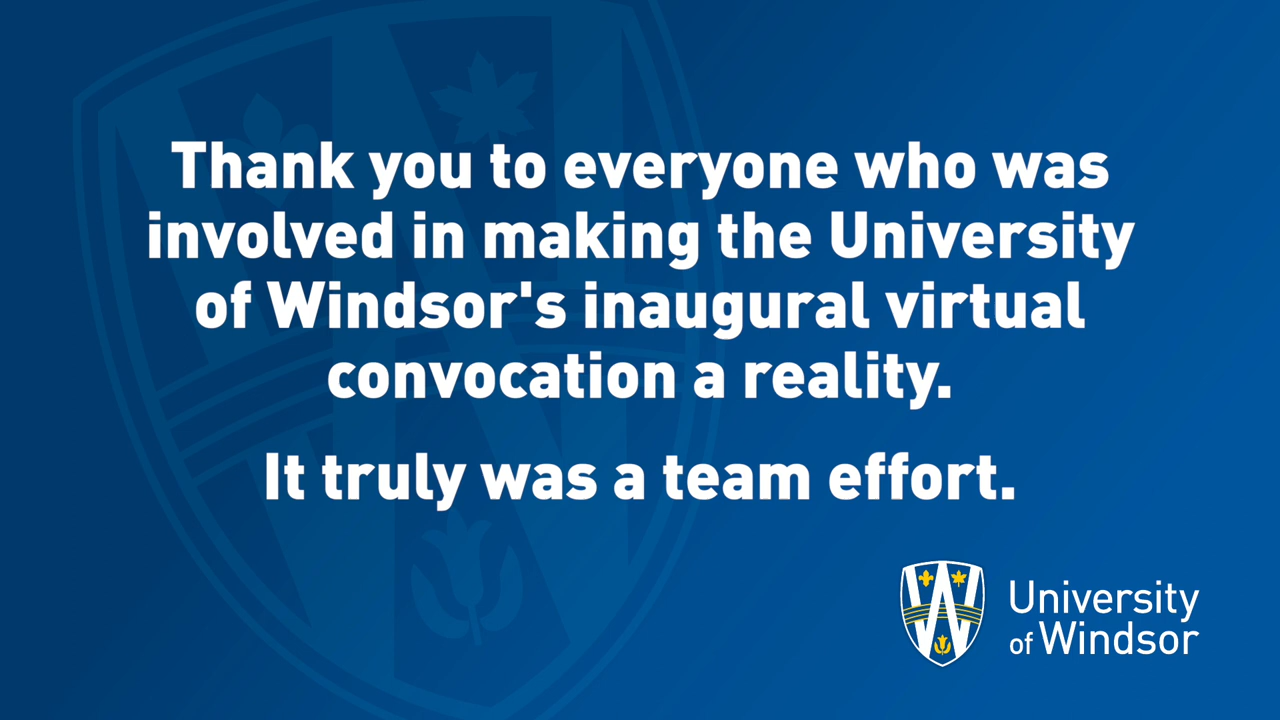 Thank you to everyone who was
involved in making the University
of Windsor's inaugural virtual
convocation a reality.
It truly was a team effort.
University
of Windsor